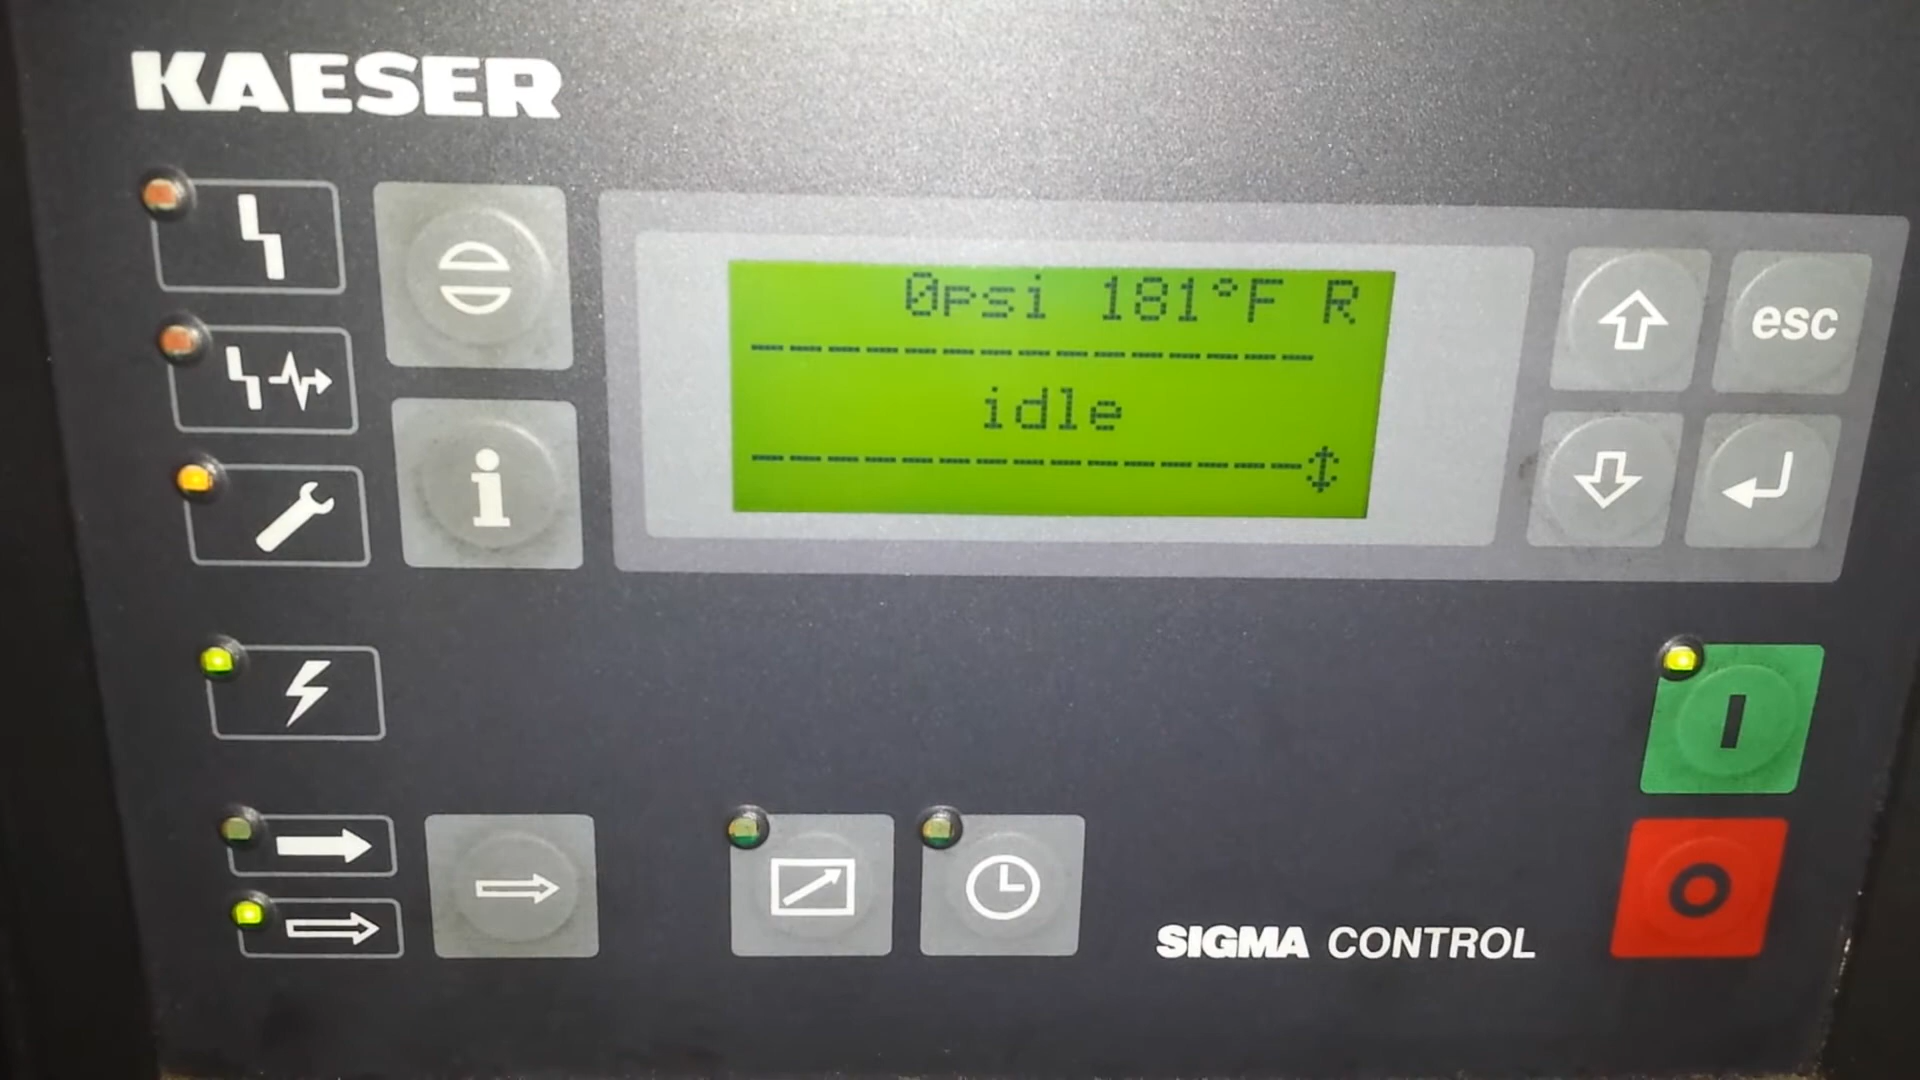 KAESER
0psi 181°F R
idle
esc
i
I
O
SIGMA CONTROL